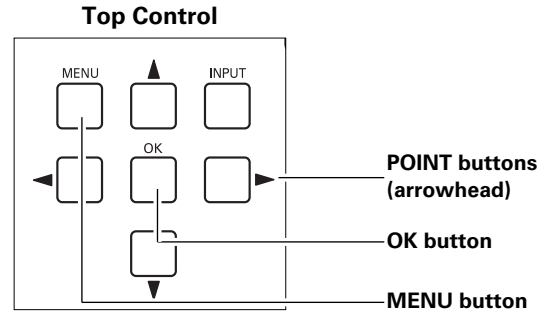 Top Control
MENU
INPUT
OK
POINT buttons
(arrowhead)
OK button
MENU button